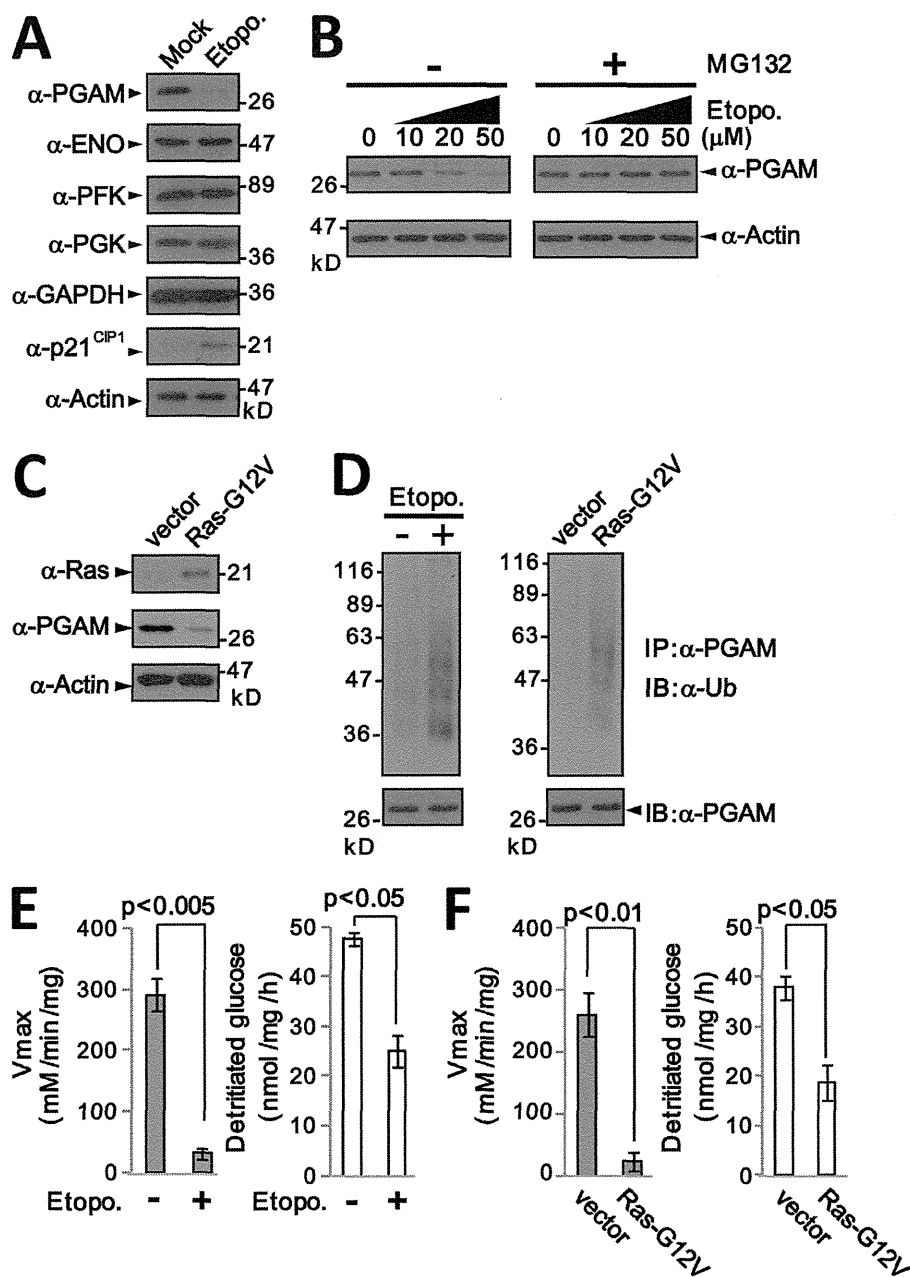 A
Mock
Etopo.
α-PGAM
26
α-ENO
47
α-PFK
89
α-PGK
36
α-GAPDH
36
α-p21CIP1
21
α-Actin
47
kD
B
- + MG132
Etopo.
0 10 20 50 0 10 20 50 (μM)
26 α-PGAM
47 α-Actin
kD
C
vector
Ras-G12V
α-Ras 21
α-PGAM 26
α-Actin 47
kD
D
Etopo.
- +
116
89
63
47
36
26
kD
vector
Ras-G12V
116
89
63
47
36
26
kD
IP:α-PGAM
IB:α-Ub
IB:α-PGAM
E
p<0.005
Vmax
(mM/min/mg)
400
300
200
100
0
Etopo. - +
p<0.05
Detritiated glucose
(nmol/mg/h)
50
40
30
20
10
0
Etopo. - +
F
p<0.01
Vmax
(mM/min/mg)
400
300
200
100
0
vector
Ras-G12V
p<0.05
Detritiated glucose
(nmol/mg/h)
50
40
30
20
10
0
vector
Ras-G12V